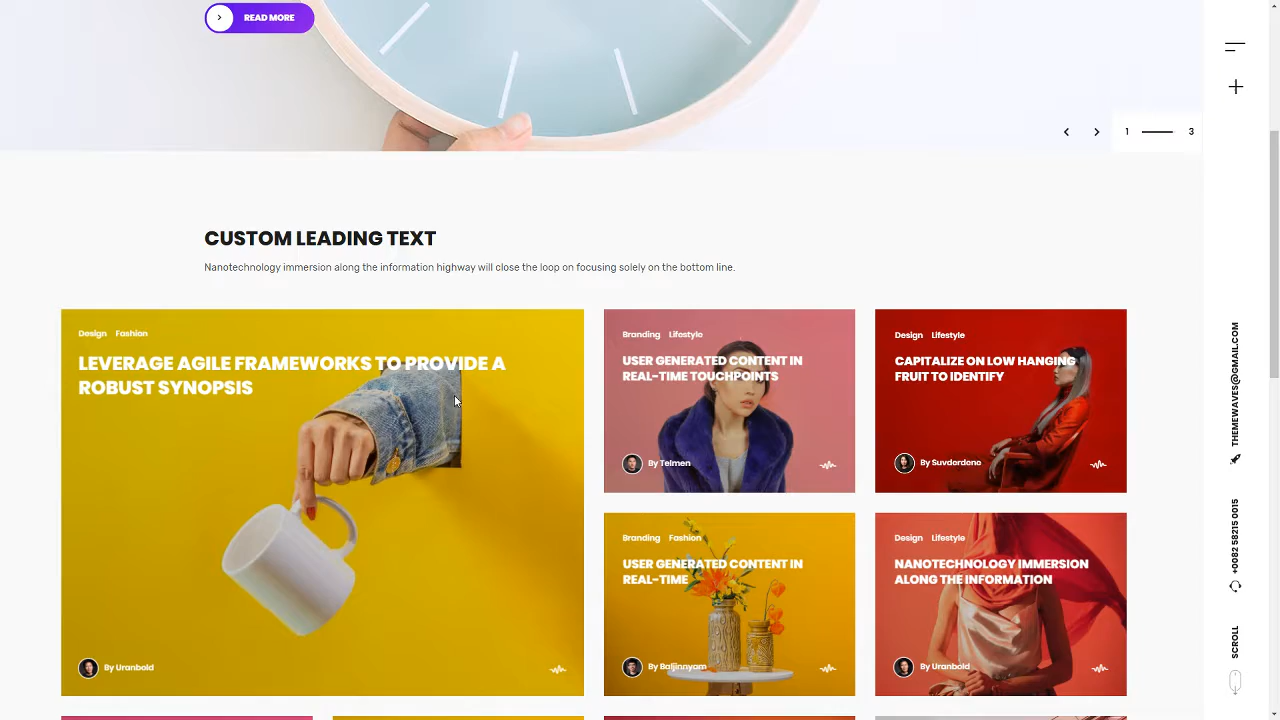 READ MORE
1
3
CUSTOM LEADING TEXT
Nanotechnology immersion along the information highway will close the loop on focusing solely on the bottom line.
Design Fashion
LEVERAGE AGILE FRAMEWORKS TO PROVIDE A
ROBUST SYNOPSIS
By Uranbold
Branding Lifestyle
USER GENERATED CONTENT IN
REAL-TIME TOUCHPOINTS
By Telmen
Design Lifestyle
CAPITALIZE ON LOW HANGING
FRUIT TO IDENTIFY
By Suvderdene
Branding Fashion
USER GENERATED CONTENT IN
REAL-TIME
By Baljinnyam
Design Lifestyle
NANOTECHNOLOGY IMMERSION
ALONG THE INFORMATION
By Uranbold
THEMEWAVES@GMAIL.COM
+0082 58215 0015
SCROLL